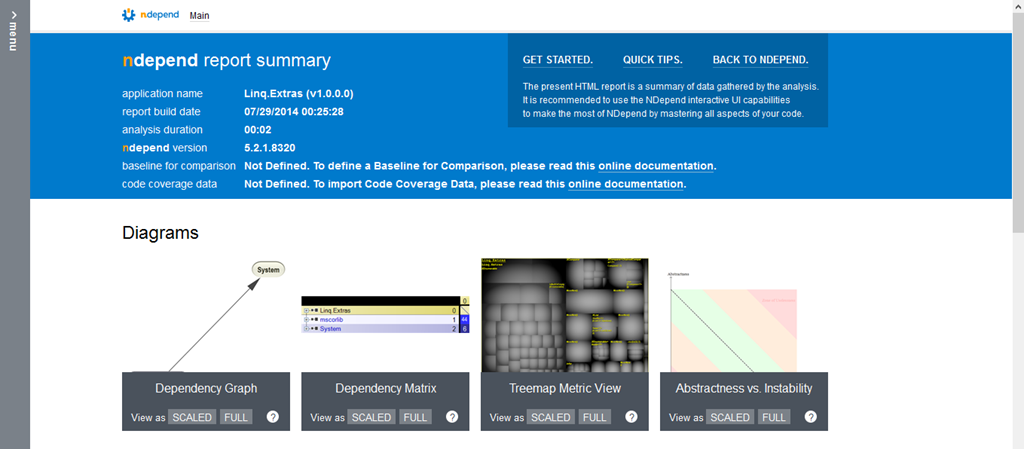 menu
ndepend Main
ndepend report summary
GET STARTED. QUICK TIPS. BACK TO NDEPEND.
The present HTML report is a summary of data gathered by the analysis.
It is recommended to use the NDepend interactive UI capabilities
to make the most of NDepend by mastering all aspects of your code.
application name Linq.Extras (v1.0.0.0)
report build date 07/29/2014 00:25:28
analysis duration 00:02
ndepend version 5.2.1.8320
baseline for comparison Not Defined. To define a Baseline for Comparison, please read this online documentation.
code coverage data Not Defined. To import Code Coverage Data, please read this online documentation.
Diagrams
System
0
Linq.Extras 0
mscorlib 1 44
System 2 6
Abstractness
Dependency Graph
View as SCALED FULL ?
Dependency Matrix
View as SCALED FULL ?
Treemap Metric View
View as SCALED FULL ?
Abstractness vs. Instability
View as SCALED FULL ?